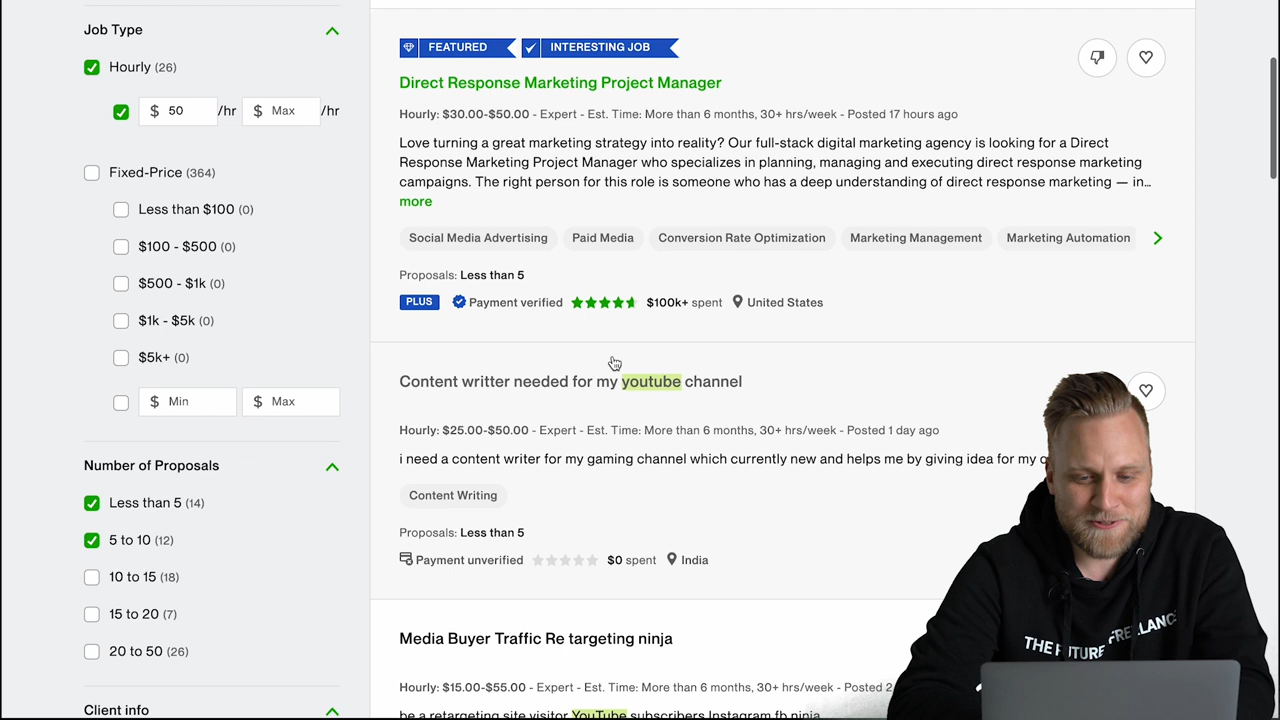 Job Type
Hourly (26)
$ 50 /hr $ Max /hr
Fixed-Price (364)
Less than $100 (0)
$100 - $500 (0)
$500 - $1k (0)
$1k - $5k (0)
$5k+ (0)
$ Min $ Max
Number of Proposals
Less than 5 (14)
5 to 10 (12)
10 to 15 (18)
15 to 20 (7)
20 to 50 (26)
Client info
FEATURED INTERESTING JOB
Direct Response Marketing Project Manager
Hourly: $30.00-$50.00 - Expert - Est. Time: More than 6 months, 30+ hrs/week - Posted 17 hours ago
Love turning a great marketing strategy into reality? Our full-stack digital marketing agency is looking for a Direct
Response Marketing Project Manager who specializes in planning, managing and executing direct response marketing
campaigns. The right person for this role is someone who has a deep understanding of direct response marketing — in…
more
Social Media Advertising Paid Media Conversion Rate Optimization Marketing Management Marketing Automation
Proposals: Less than 5
PLUS Payment verified $100k+ spent United States
Content writter needed for my youtube channel
Hourly: $25.00-$50.00 - Expert - Est. Time: More than 6 months, 30+ hrs/week - Posted 1 day ago
i need a content writer for my gaming channel which currently new and helps me by giving idea for my
Content Writing
Proposals: Less than 5
Payment unverified $0 spent India
Media Buyer Traffic Re targeting ninja
Hourly: $15.00-$55.00 - Expert - Est. Time: More than 6 months, 30+ hrs/week - Posted 2
be a retargeting site visitor YouTube subscribers Instagram fb ninja
THE FUTURE FREELANCE